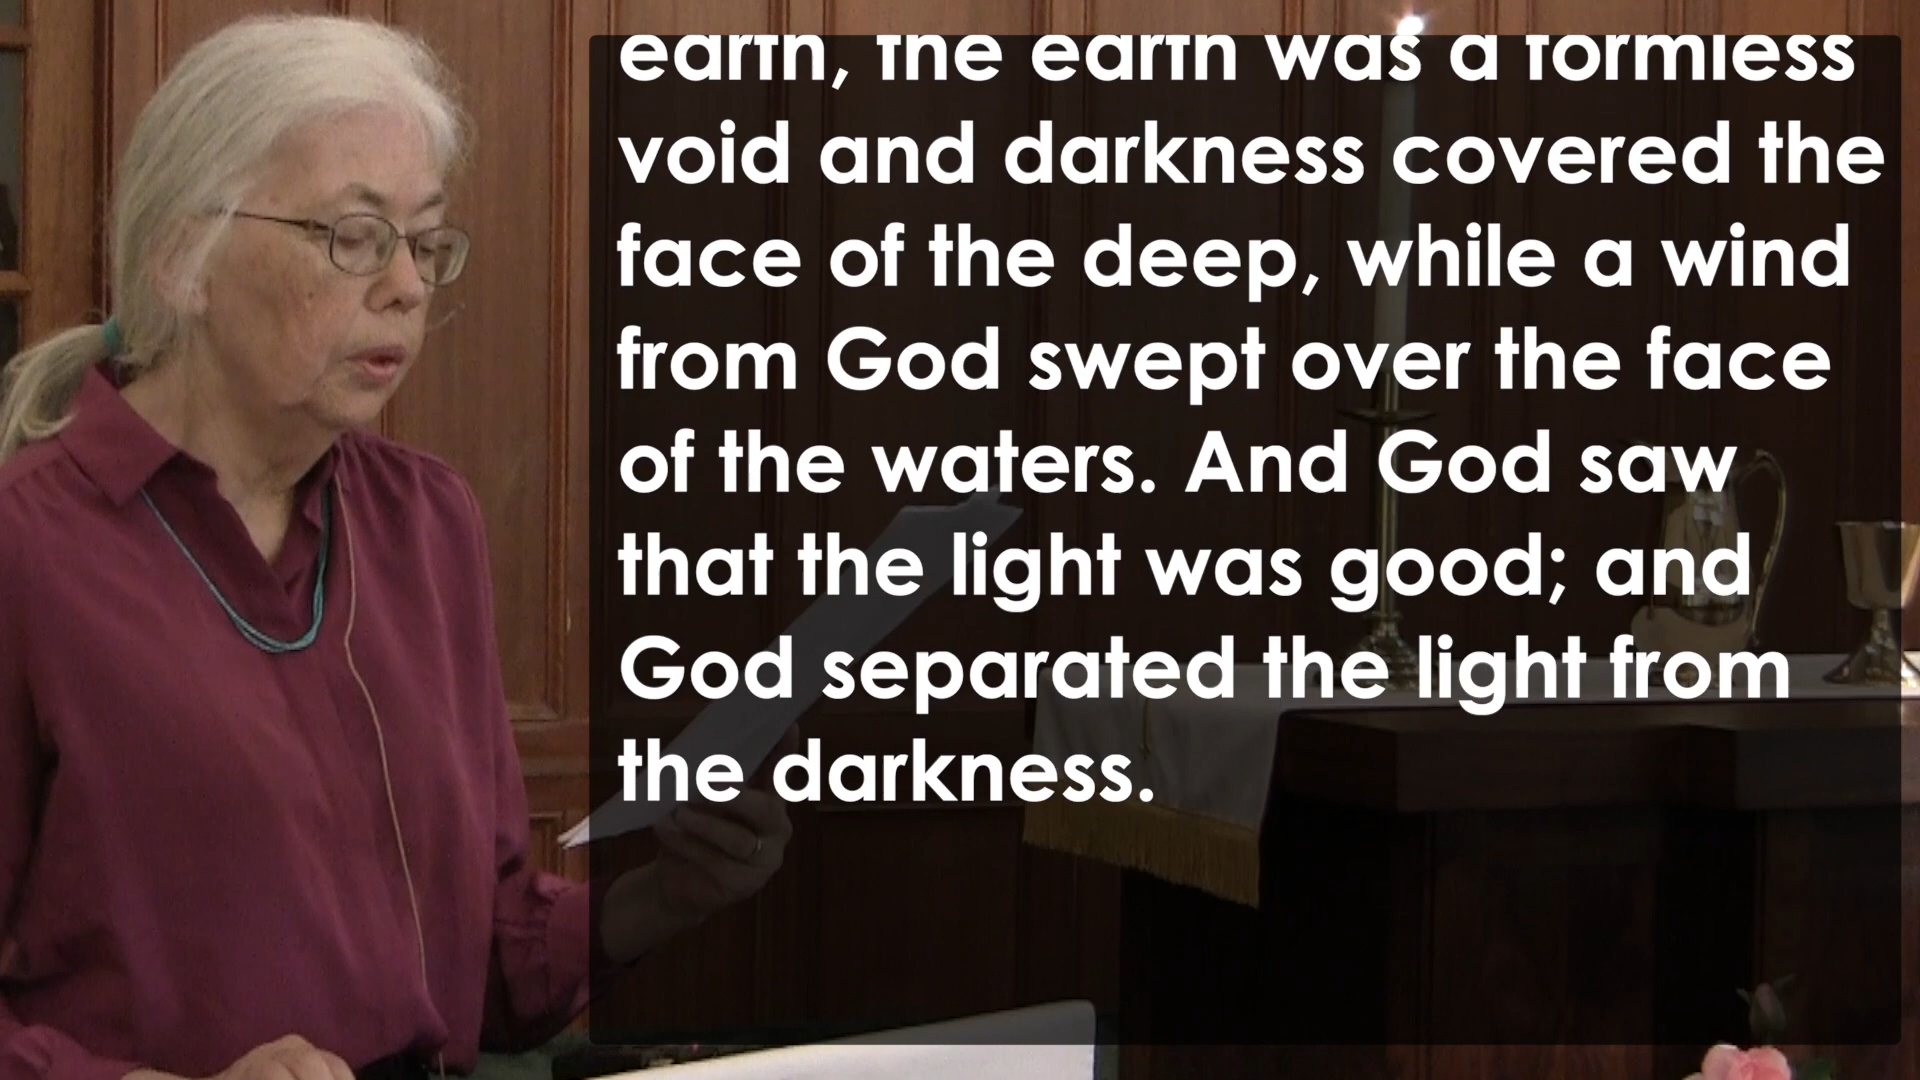 earth, the earth was a formless
void and darkness covered the
face of the deep, while a wind
from God swept over the face
of the waters. And God saw
that the light was good; and
God separated the light from
the darkness.